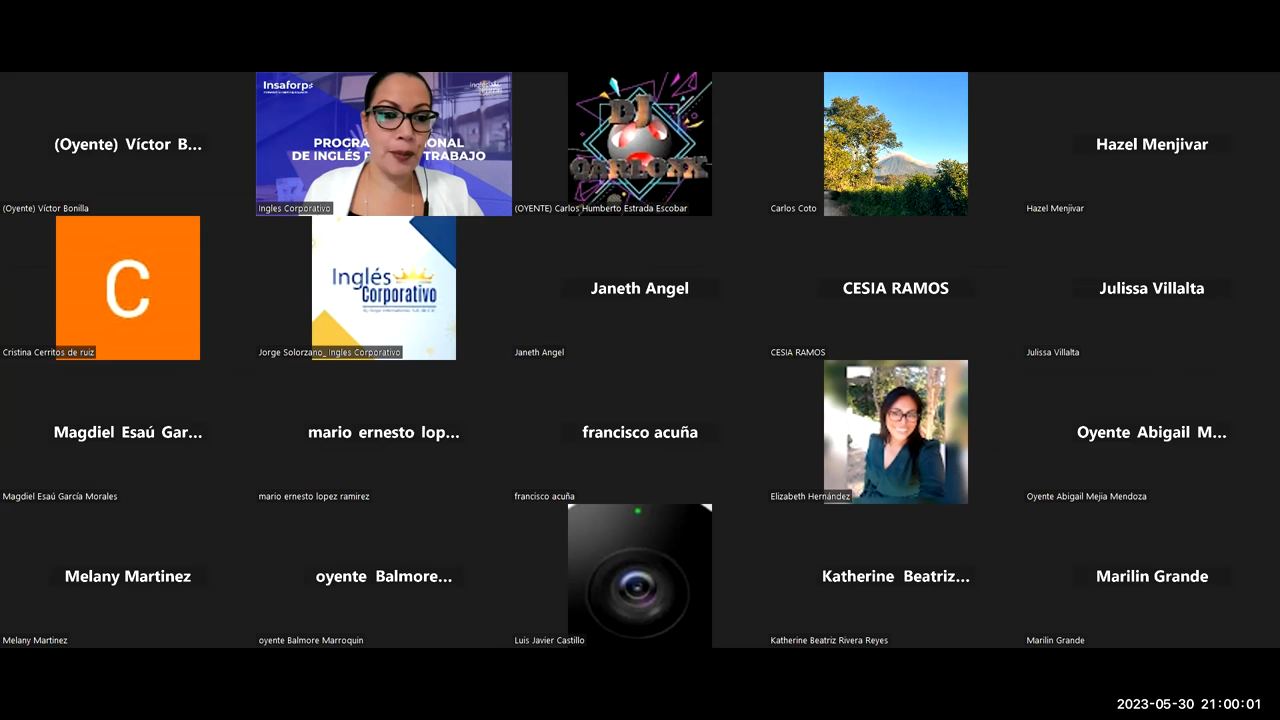 (Oyente) Víctor B...
(Oyente) Víctor Bonilla
Insaforp
PROGRA
ONAL
DE INGLÉS
TRABAJO
Ingles Corporativo
DJ
QARLOXX
(OYENTE) Carlos Humberto Estrada Escobar
Carlos Coto
Hazel Menjivar
Hazel Menjivar
C
Cristina Cerritos de ruiz
Inglés
Corporativo
Jorge Solorzano_ Ingles Corporativo
Janeth Angel
Janeth Angel
CESIA RAMOS
CESIA RAMOS
Julissa Villalta
Julissa Villalta
Magdiel Esaú Gar...
Magdiel Esaú García Morales
mario ernesto lop...
mario ernesto lopez ramirez
francisco acuña
francisco acuña
Elizabeth Hernández
Oyente Abigail M...
Oyente Abigail Mejia Mendoza
Melany Martinez
Melany Martinez
oyente Balmore...
oyente Balmore Marroquin
Luis Javier Castillo
Katherine Beatriz...
Katherine Beatriz Rivera Reyes
Marilin Grande
Marilin Grande
2023-05-30 21:00:01